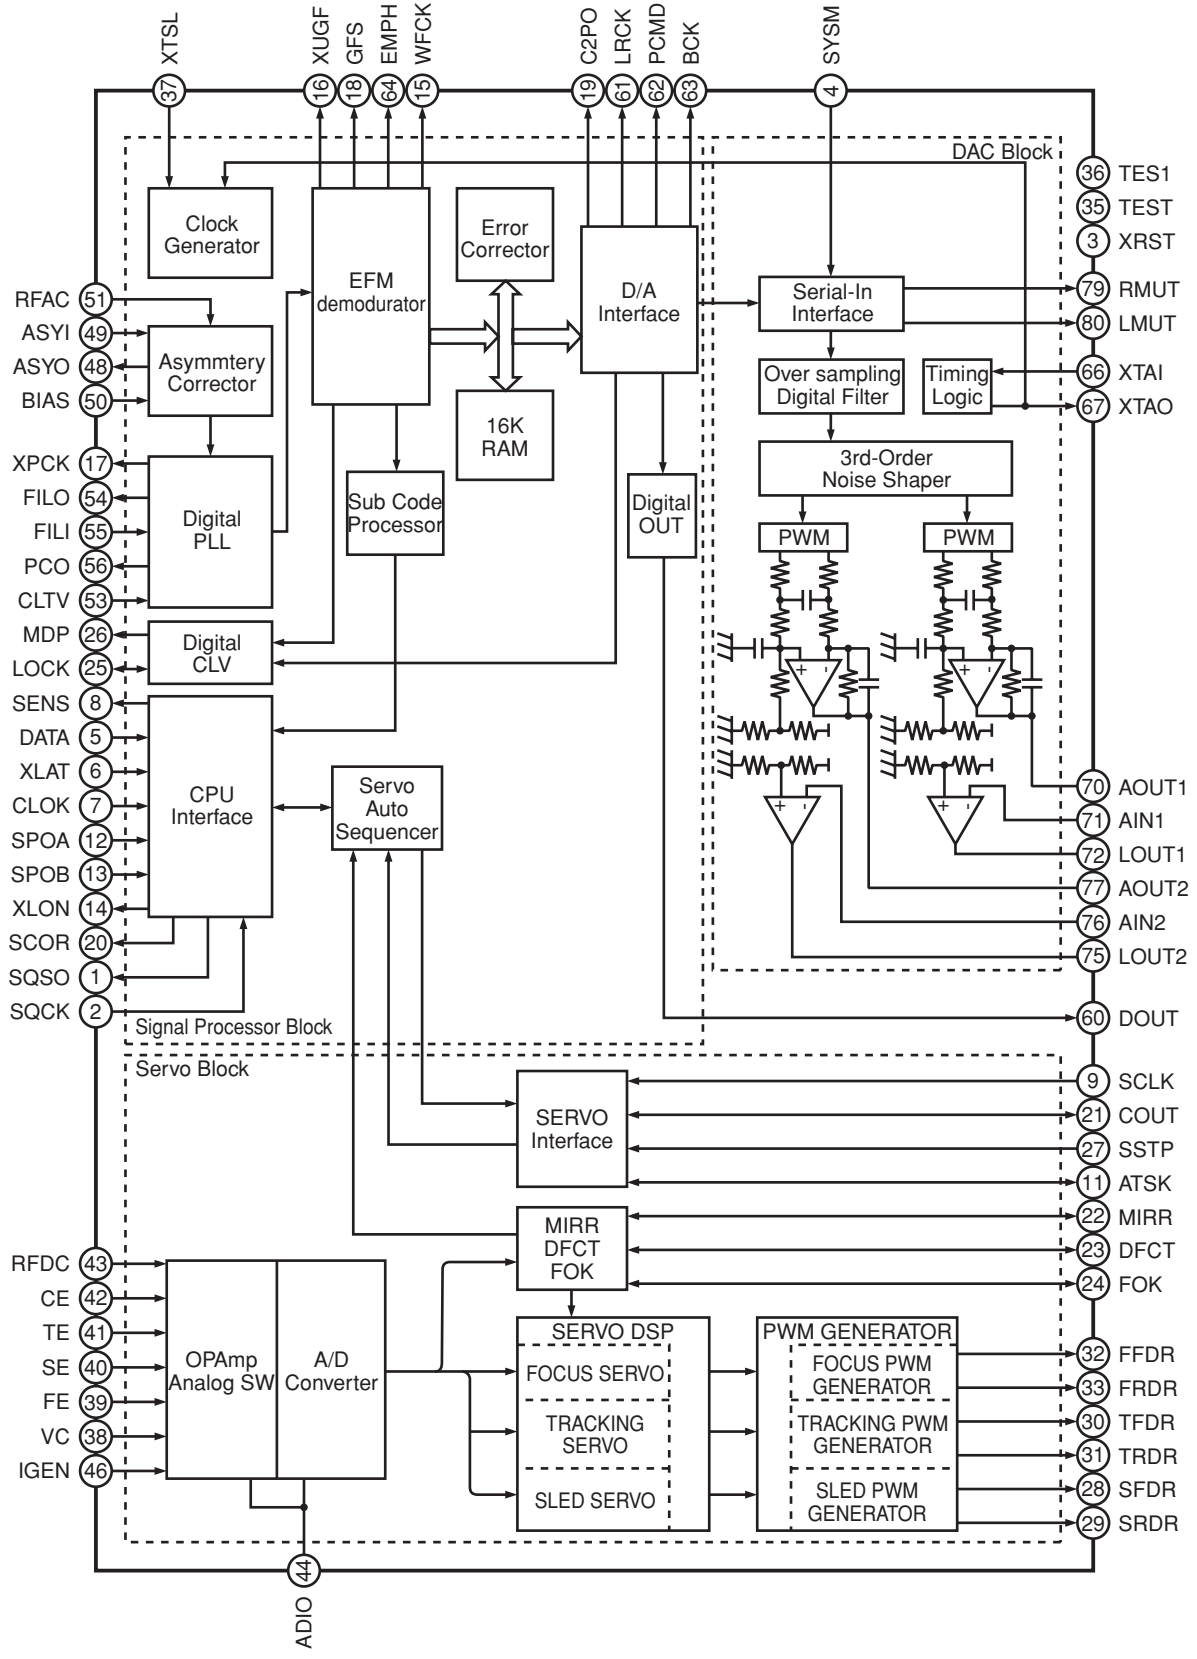 XTSL
XUGF
GFS
EMPH
WFCK
C2PO
LRCK
PCMD
BCK
SYSM
37
16
18
64
15
19
61
62
63
4
DAC Block
36 TES1
35 TEST
3 XRST
79 RMUT
80 LMUT
66 XTAI
67 XTAO
Clock
Generator
EFM
demodurator
Error
Corrector
D/A
Interface
Serial-In
Interface
RFAC 51
ASYI 49
ASYO 48
BIAS 50
Asymmtery
Corrector
16K
RAM
Over sampling
Digital Filter
Timing
Logic
3rd-Order
Noise Shaper
XPCK 17
FILO 54
FILI 55
PCO 56
CLTV 53
Digital
PLL
Sub Code
Processor
Digital
OUT
PWM
PWM
MDP 26
LOCK 25
Digital
CLV
+
-
+
-
SENS 8
DATA 5
XLAT 6
CLOK 7
SPOA 12
SPOB 13
XLON 14
SCOR 20
SQSO 1
SQCK 2
CPU
Interface
Servo
Auto
Sequencer
+
-
+
-
70 AOUT1
71 AIN1
72 LOUT1
77 AOUT2
76 AIN2
75 LOUT2
60 DOUT
Signal Processor Block
Servo Block
SERVO
Interface
9 SCLK
21 COUT
27 SSTP
11 ATSK
MIRR
DFCT
FOK
22 MIRR
23 DFCT
24 FOK
RFDC 43
CE 42
TE 41
SE 40
FE 39
VC 38
IGEN 46
OPAmp
Analog SW
A/D
Converter
SERVO DSP
FOCUS SERVO
TRACKING
SERVO
SLED SERVO
PWM GENERATOR
FOCUS PWM
GENERATOR
TRACKING PWM
GENERATOR
SLED PWM
GENERATOR
32 FFDR
33 FRDR
30 TFDR
31 TRDR
28 SFDR
29 SRDR
44
ADIO